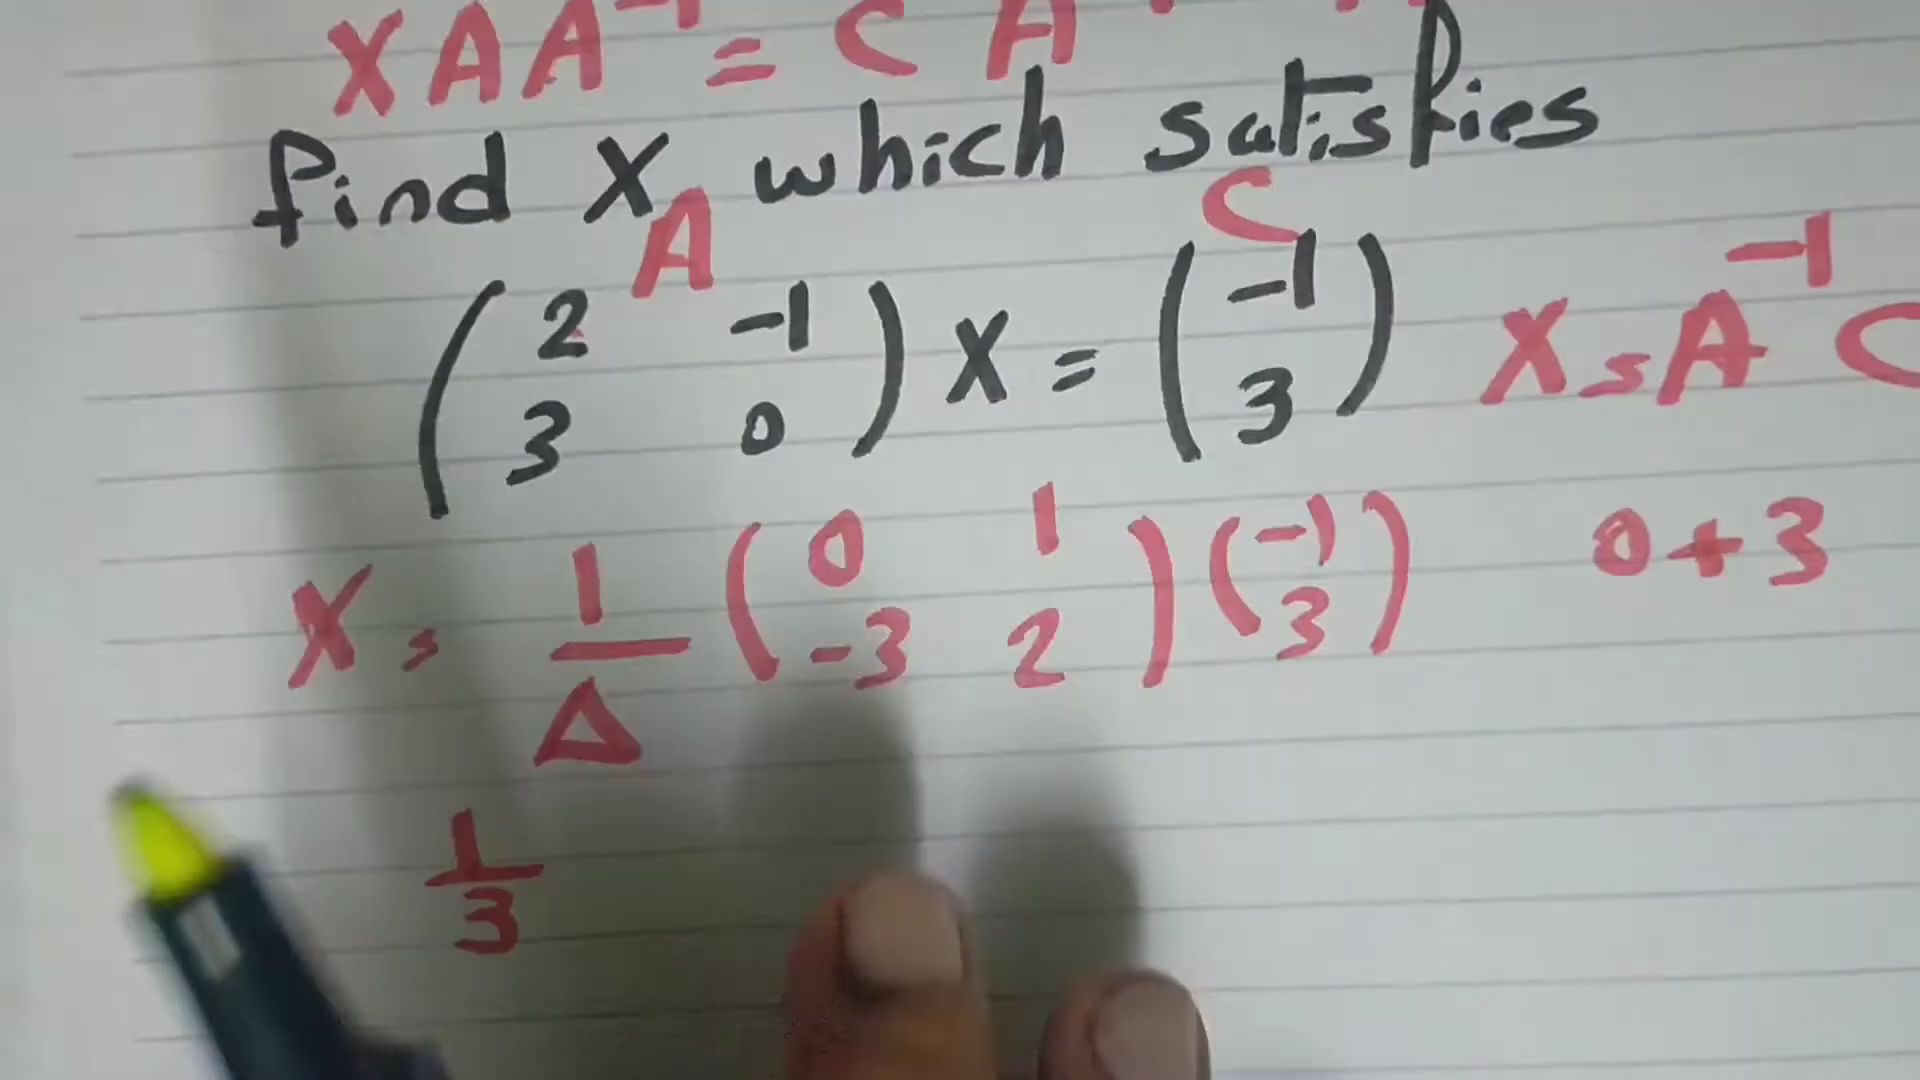 XAA⁻¹ = CA
find X which satisfies
A C
(2 -1
3 0) X = (-1
3) X = A⁻¹ C
X = 1/Δ (0 1
-3 2) (-1
3) 0+3
1/3